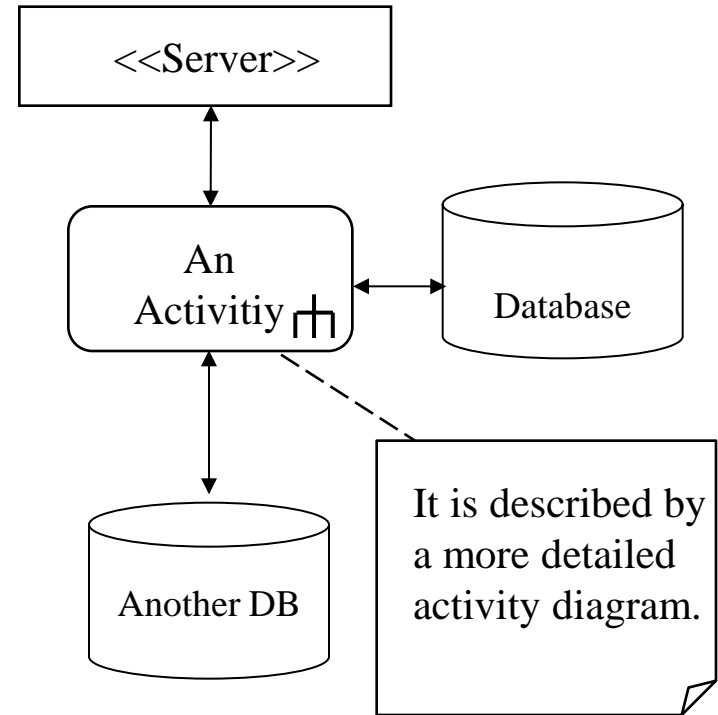 <<Server>>
An
Activitiy
Database
Another DB
It is described by
a more detailed
activity diagram.